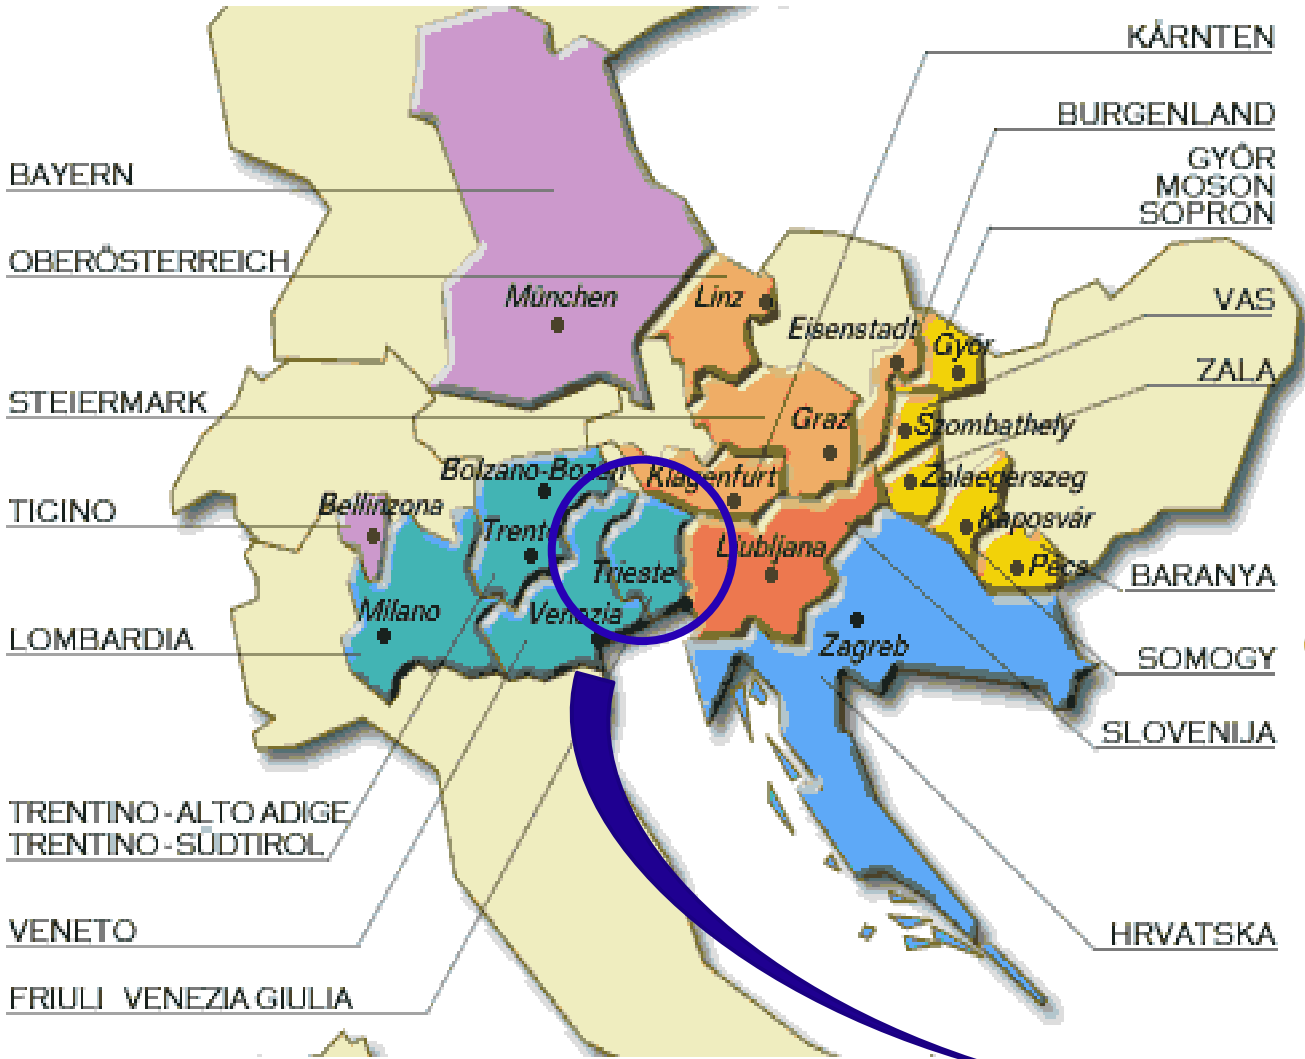 KÄRNTEN
BURGENLAND
GYÖR
MOSON
SOPRON
BAYERN
OBERÖSTERREICH
München
Linz
VAS
Eisenstadt
Györ
ZALA
STEIERMARK
Graz
Szombathely
Bolzano-Bozen
Klagenfurt
Zalaegerszeg
TICINO
Bellinzona
Kaposvár
Trento
Ljubljana
Trieste
Pécs
BARANYA
Milano
Venezia
LOMBARDIA
Zagreb
SOMOGY
SLOVENIJA
TRENTINO-ALTO ADIGE
TRENTINO-SÜDTIROL
VENETO
HRVATSKA
FRIULI VENEZIA GIULIA